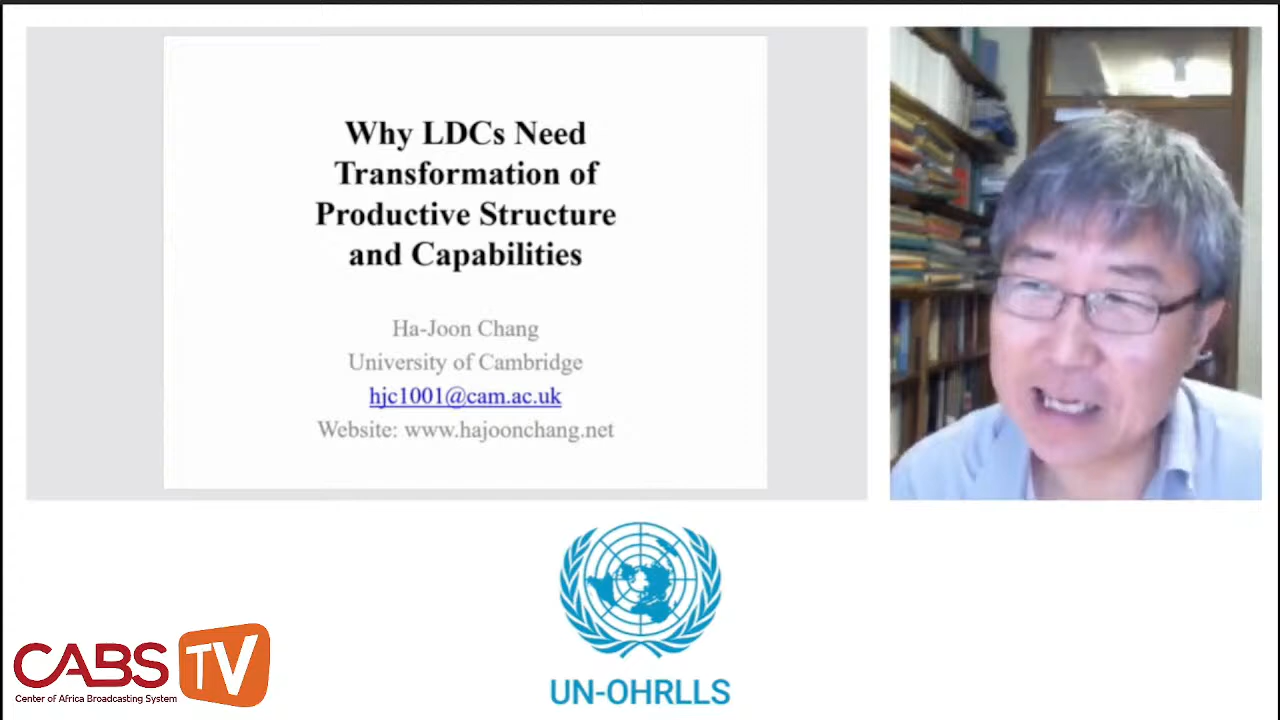 Why LDCs Need
Transformation of
Productive Structure
and Capabilities
Ha-Joon Chang
University of Cambridge
hjc1001@cam.ac.uk
Website: www.hajoonchang.net
UN-OHRLLS
CABS TV
Center of Africa Broadcasting System